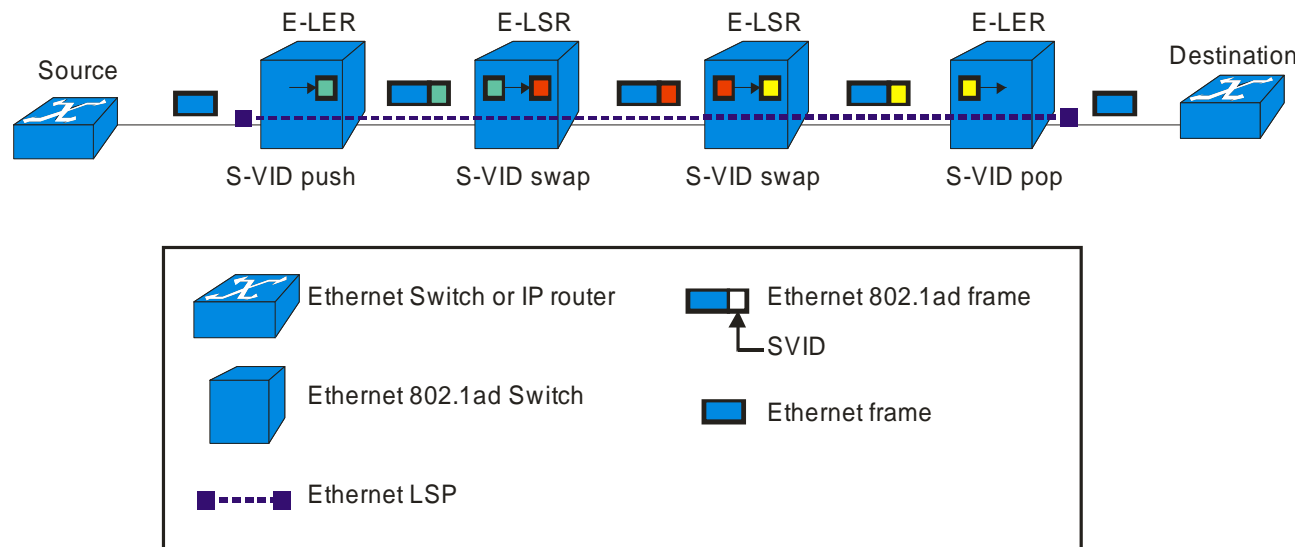 E-LER
E-LSR
E-LSR
E-LER
Source
Destination
S-VID push
S-VID swap
S-VID swap
S-VID pop
Ethernet Switch or IP router
Ethernet 802.1ad frame
SVID
Ethernet 802.1ad Switch
Ethernet frame
Ethernet LSP